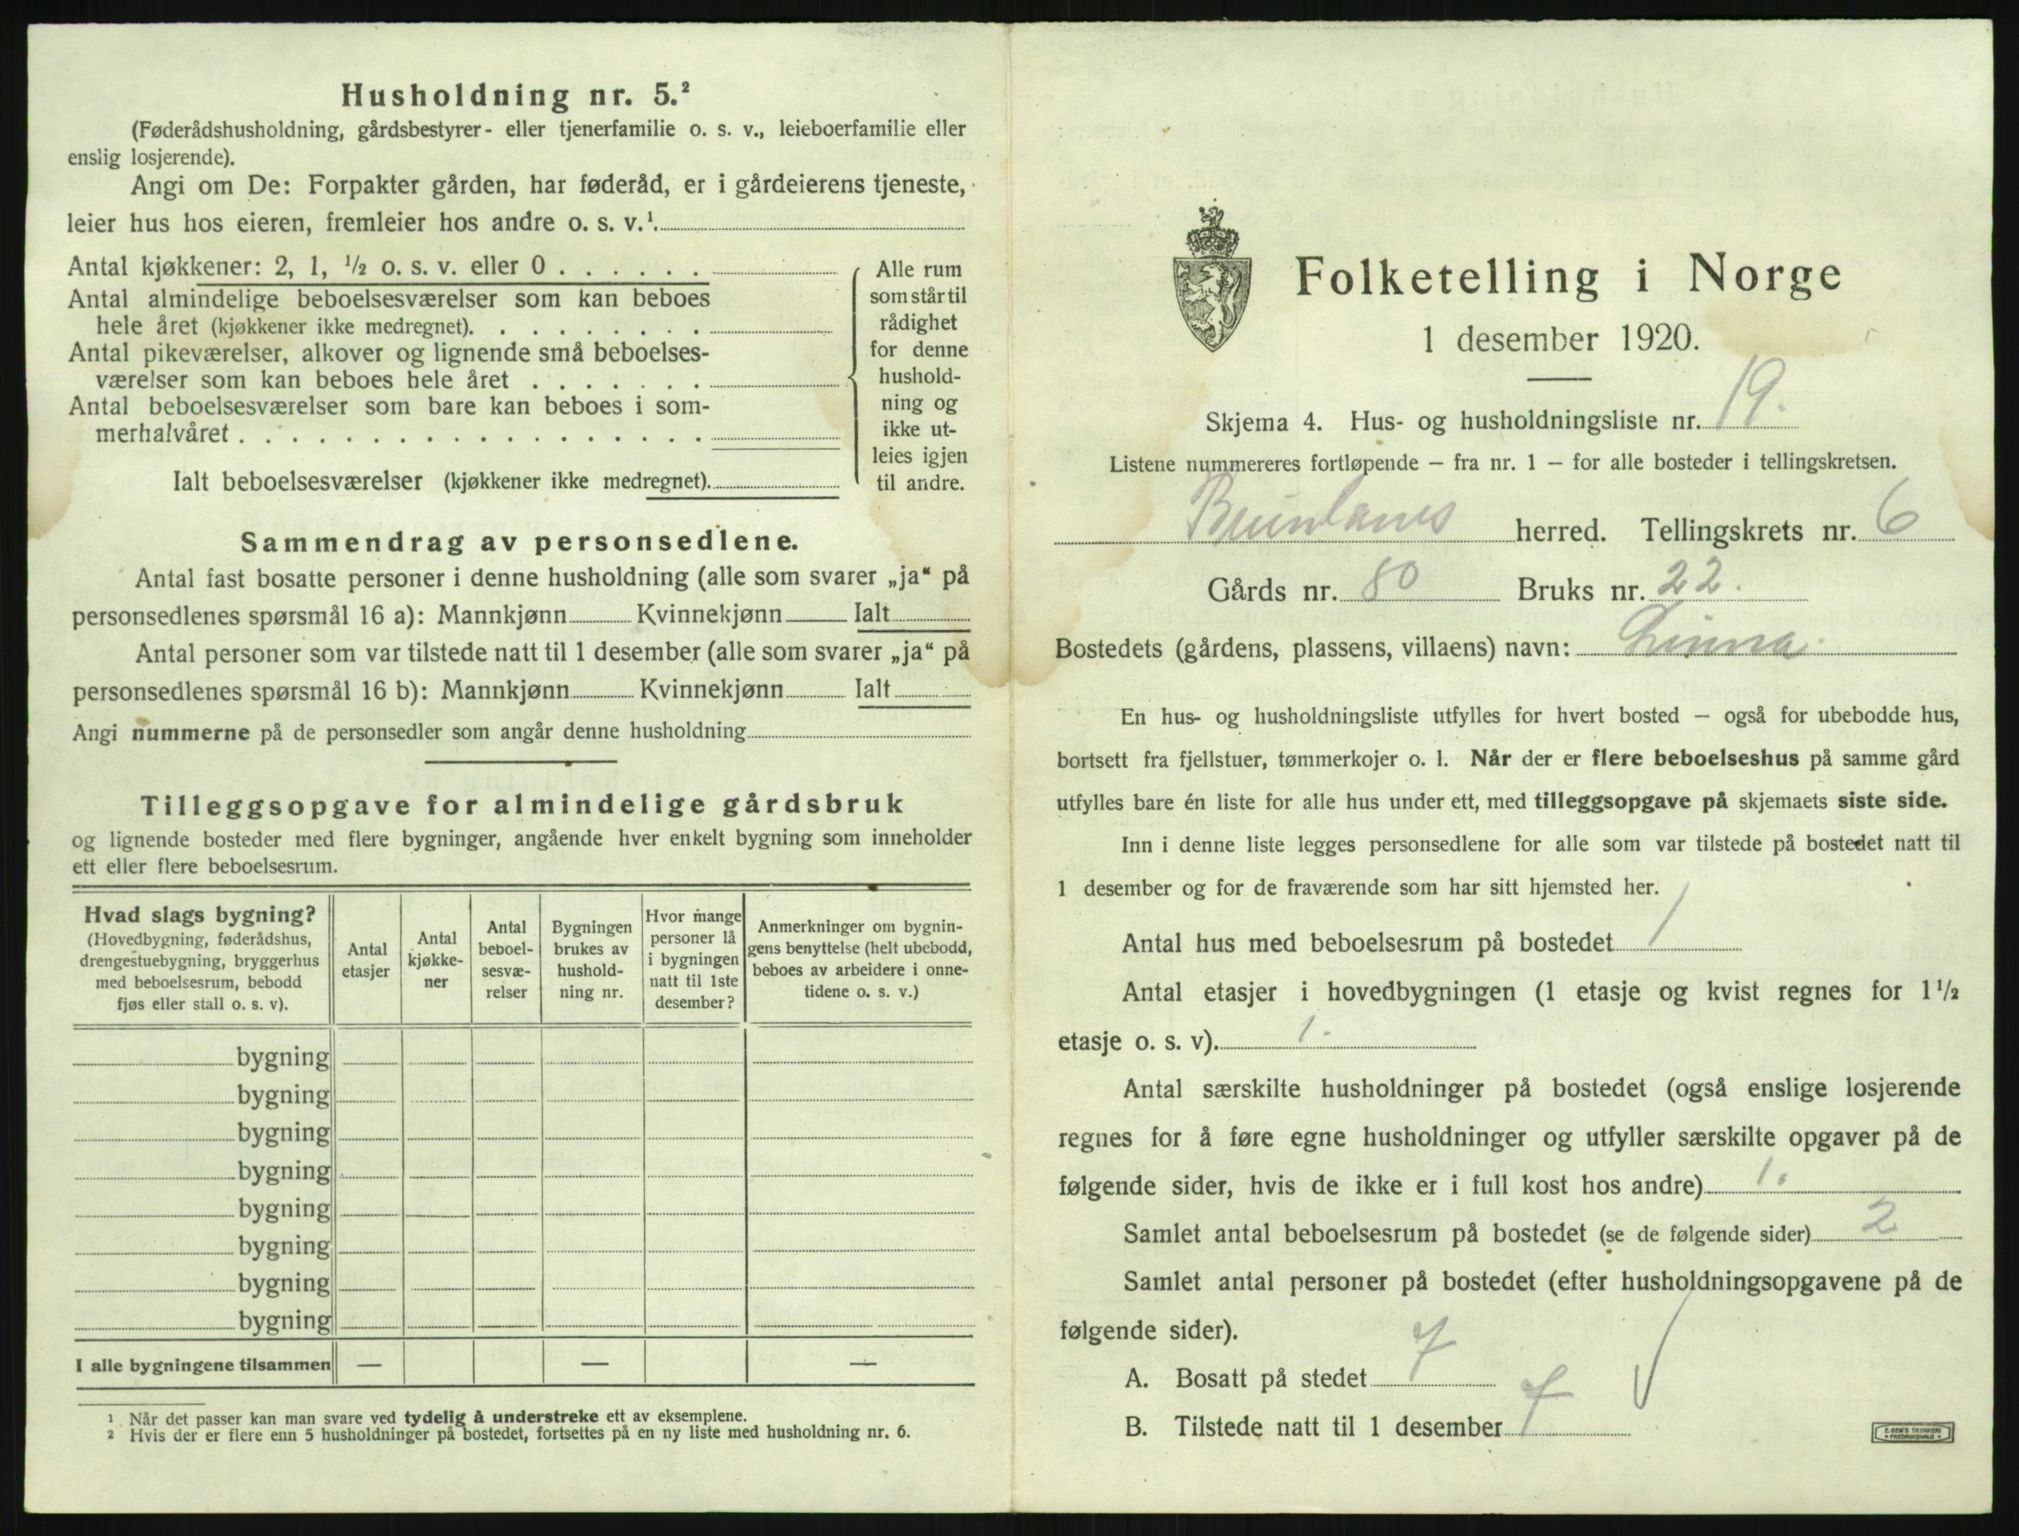 Husholdning nr. 5.²
(Føderådshusholdning, gårdsbestyrer- eller tjenerfamilie o. s. v., leieboerfamilie eller
enslig losjerende).
Angi om De: Forpakter gården, har føderåd, er i gårdeierens tjeneste,
leier hus hos eieren, fremleier hos andre o. s. v.¹
Antal kjøkkener: 2, 1, ½ o. s. v. eller 0 . . . . . .
Antal almindelige beboelsesværelser som kan beboes
hele året (kjøkkener ikke medregnet). . . . . . . . .
Antal pikeværelser, alkover og lignende små beboelses-
værelser som kan beboes hele året . . . . . . .
Antal beboelsesværelser som bare kan beboes i som-
merhalvåret . . . . . . . . . . . . . . . . . .
Ialt beboelsesværelser (kjøkkener ikke medregnet).
Alle rum
som står til
rådighet
for denne
hushold-
ning og
ikke ut-
leies igjen
til andre.
Sammendrag av personsedlene.
Antal fast bosatte personer i denne husholdning (alle som svarer „ja“ på
personsedlenes spørsmål 16 a): Mannkjønn Kvinnekjønn Ialt
Antal personer som var tilstede natt til 1 desember (alle som svarer „ja“ på
personsedlenes spørsmål 16 b): Mannkjønn Kvinnekjønn Ialt
Angi nummerne på de personsedler som angår denne husholdning
Tilleggsopgave for almindelige gårdsbruk
og lignende bosteder med flere bygninger, angående hver enkelt bygning som inneholder
ett eller flere beboelsesrum.
Hvad slags bygning?
(Hovedbygning, føderådshus,
drengestuebygning, bryggerhus
med beboelsesrum, bebodd
fjøs eller stall o. s. v).
Antal
etasjer
Antal
kjøkke-
ner
Antal
beboel-
sesvæ-
relser
Bygningen
brukes av
hushold-
ning nr.
Hvor mange
personer lå
i bygningen
natt til 1ste
desember?
Anmerkninger om bygnin-
gens benyttelse (helt ubebodd,
beboes av arbeidere i onne-
tidene o. s. v.)
bygning
bygning
bygning
bygning
bygning
bygning
bygning
bygning
I alle bygningene tilsammen — — —
¹ Når det passer kan man svare ved tydelig å understreke ett av eksemplene.
² Hvis der er flere enn 5 husholdninger på bostedet, fortsettes på en ny liste med husholdning nr. 6.
Folketelling i Norge
1 desember 1920.
Skjema 4. Hus- og husholdningsliste nr. 19.
Listene nummereres fortløpende – fra nr. 1 – for alle bosteder i tellingskretsen.
Brunlanes herred. Tellingskrets nr. 6
Gårds nr. 80 Bruks nr. 22.
Bostedets (gårdens, plassens, villaens) navn:
En hus- og husholdningsliste utfylles for hvert bosted – også for ubebodde hus,
bortsett fra fjellstuer, tømmerkojer o. l. Når der er flere beboelseshus på samme gård
utfylles bare én liste for alle hus under ett, med tilleggsopgave på skjemaets siste side.
Inn i denne liste legges personsedlene for alle som var tilstede på bostedet natt til
1 desember og for de fraværende som har sitt hjemsted her.
Antal hus med beboelsesrum på bostedet 1
Antal etasjer i hovedbygningen (1 etasje og kvist regnes for 1½
etasje o. s. v). 1.
Antal særskilte husholdninger på bostedet (også enslige losjerende
regnes for å føre egne husholdninger og utfyller særskilte opgaver på de
følgende sider, hvis de ikke er i full kost hos andre) 1.
Samlet antal beboelsesrum på bostedet (se de følgende sider) 2
Samlet antal personer på bostedet (efter husholdningsopgavene på de
følgende sider).
A. Bosatt på stedet 7
B. Tilstede natt til 1 desember 7
E. SEM'S TRYKKERI
FREDRIKSHALD